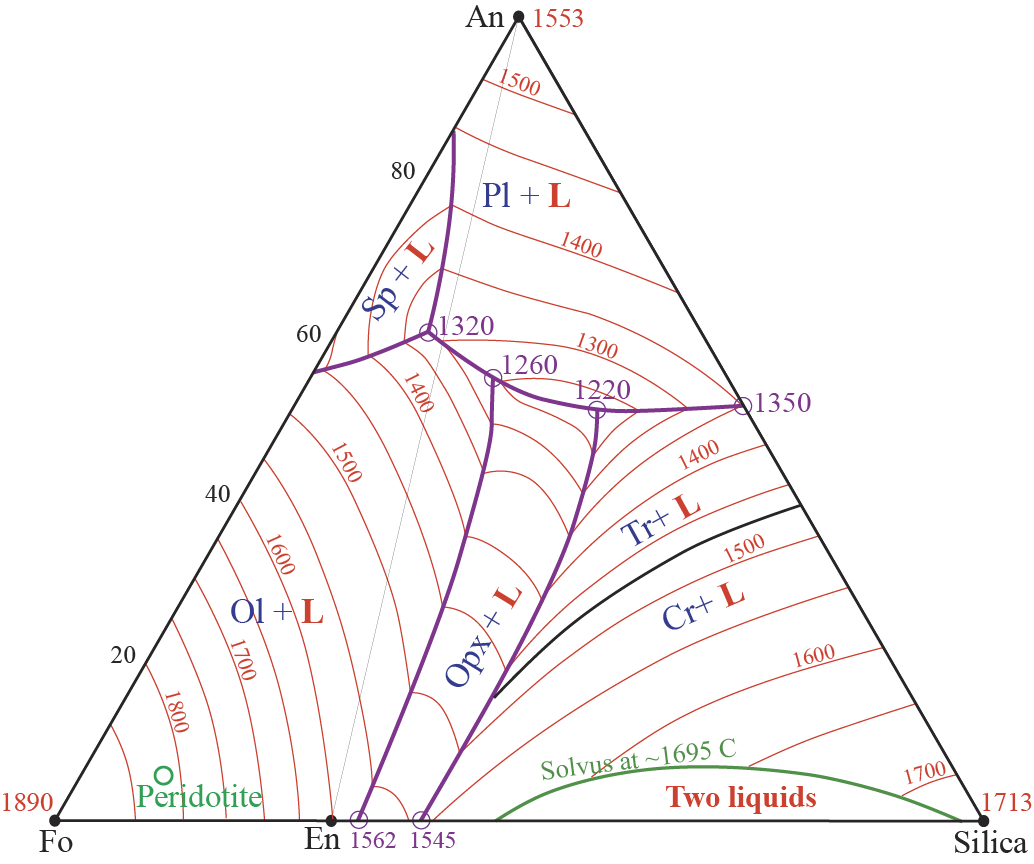 An 1553
1500
80
Pl + L
1400
Sp + L
60
1320
1300
1260
1400
1220
1350
1500
1400
40
Tr+ L
1600
1500
Ol + L
Cr+ L
Opx + L
20
1700
1600
1800
Solvus at ~1695 C
1700
Peridotite
Two liquids
1890
1713
Fo
En
1562
1545
Silica